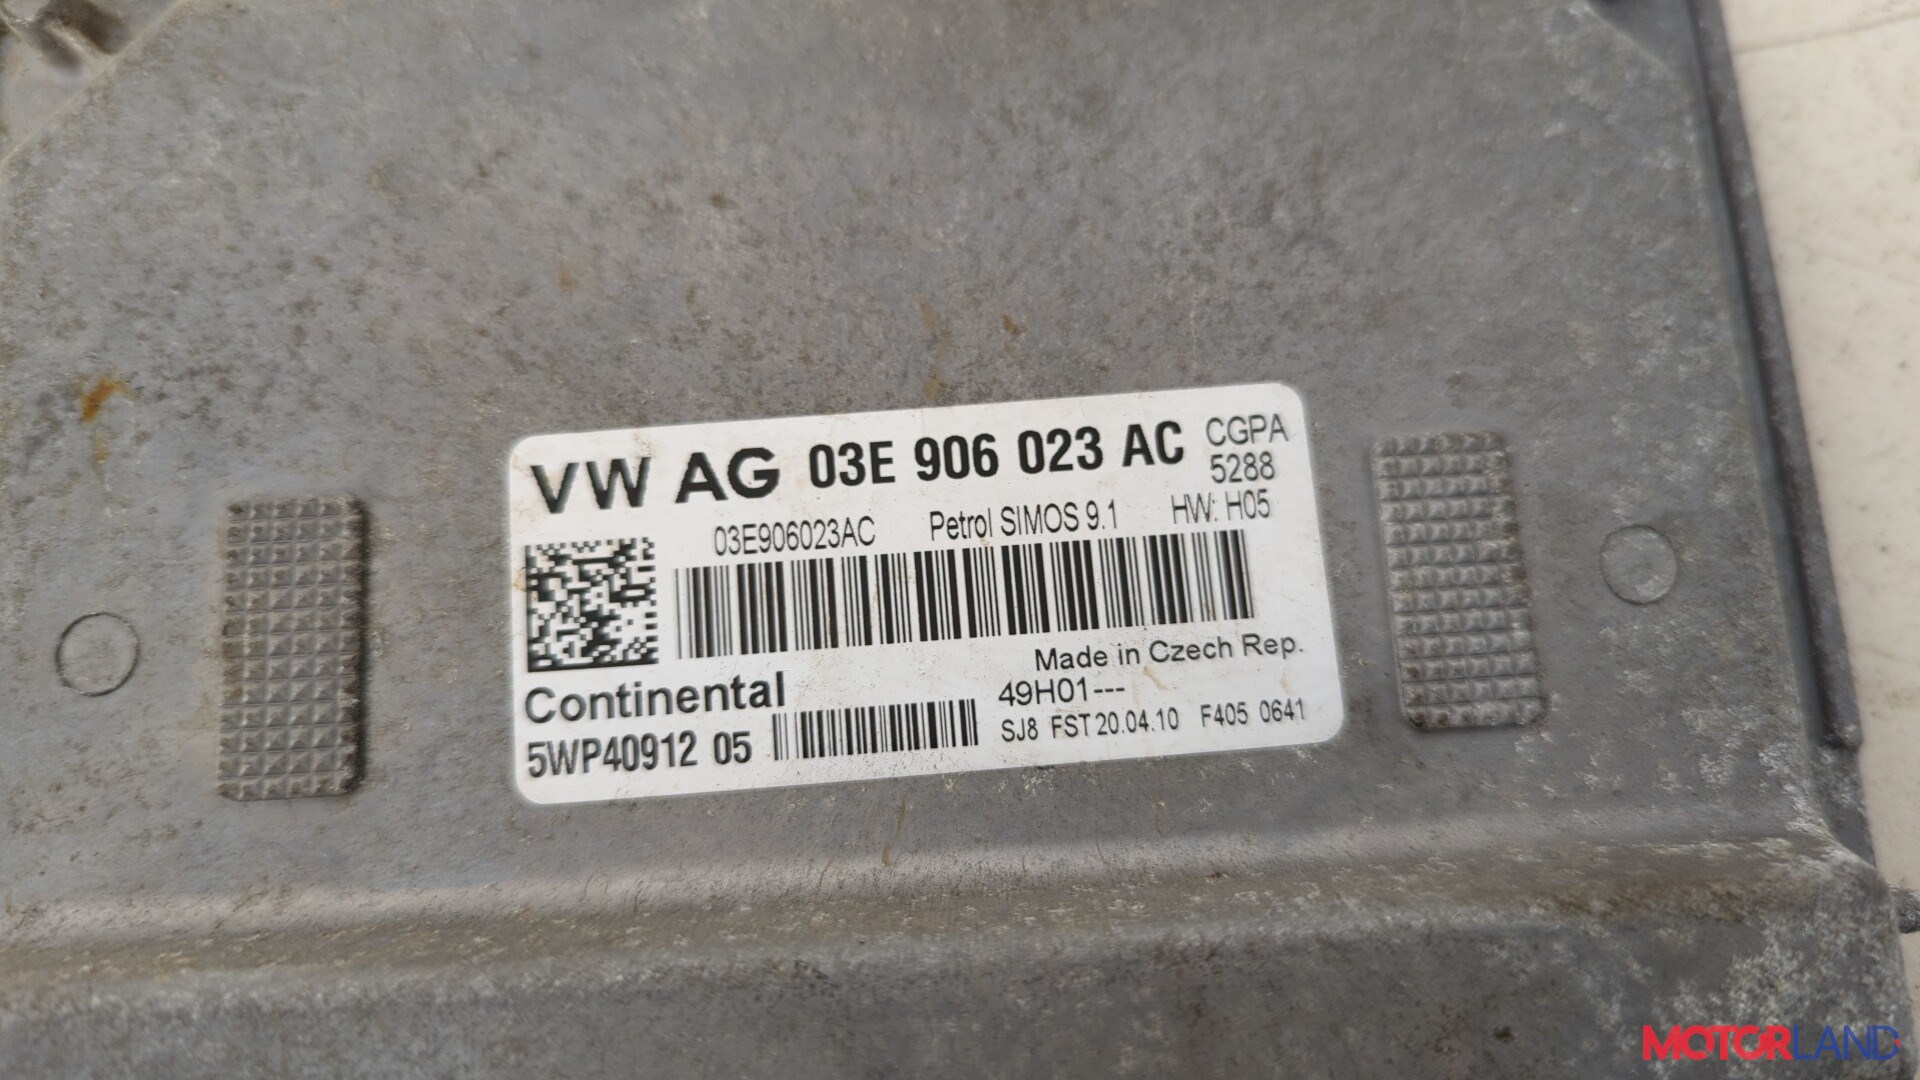 VW AG 03E 906 023 AC CGPA
5288
03E906023AC Petrol SIMOS 9.1 HW: H05
Made in Czech Rep.
Continental 49H01---
5WP40912 05 SJ8 FST 20.04.10 F405 0641
MOTORLAND